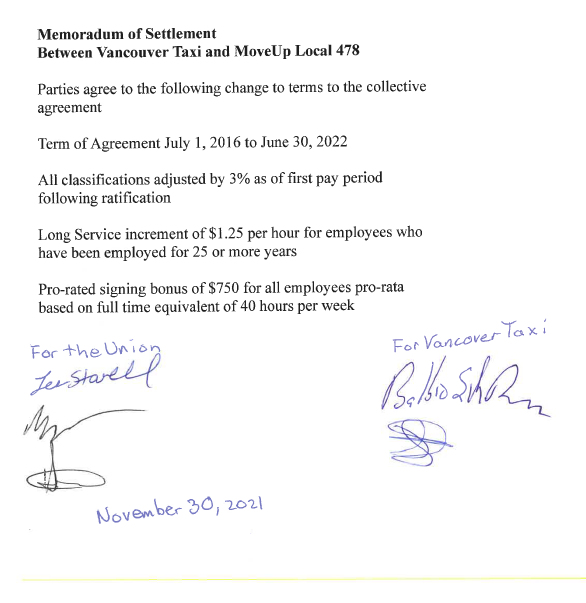 Memoradum of Settlement
Between Vancouver Taxi and MoveUp Local 478
Parties agree to the following change to terms to the collective
agreement
Term of Agreement July 1, 2016 to June 30, 2022
All classifications adjusted by 3% as of first pay period
following ratification
Long Service increment of $1.25 per hour for employees who
have been employed for 25 or more years
Pro-rated signing bonus of $750 for all employees pro-rata
based on full time equivalent of 40 hours per week
For the Union
For Vancover Taxi
November 30, 2021